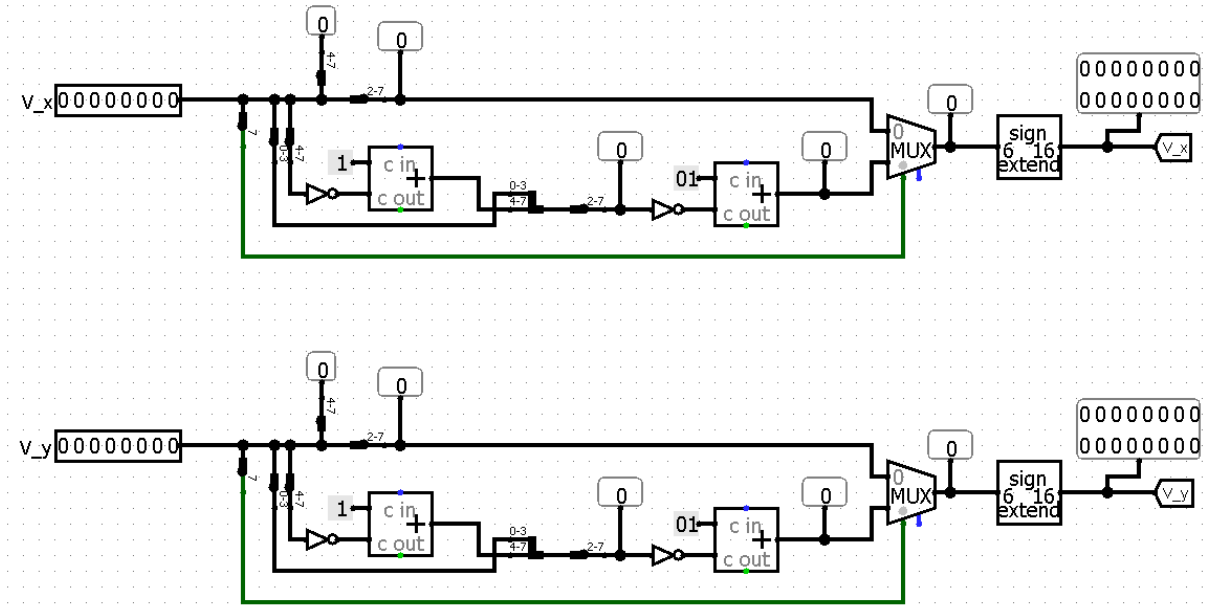 0
0
4-7
V_x 00000000
2-7
7
0-3
4-7
1
c in
+
c out
0-3
4-7
2-7
0
01
c in
+
c out
0
0
MUX
0
sign
6 16
extend
00000000
00000000
V_x
0
0
4-7
V_y 00000000
2-7
7
0-3
4-7
1
c in
+
c out
0-3
4-7
2-7
0
01
c in
+
c out
0
0
MUX
0
sign
6 16
extend
00000000
00000000
V_y